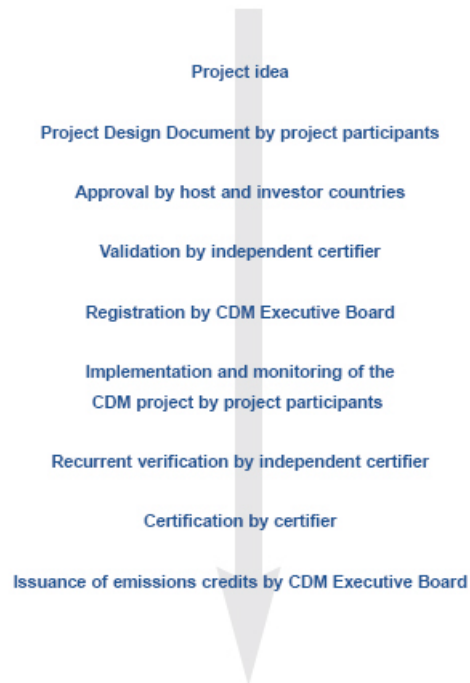 Project idea
Project Design Document by project participants
Approval by host and investor countries
Validation by independent certifier
Registration by CDM Executive Board
Implementation and monitoring of the
CDM project by project participants
Recurrent verification by independent certifier
Certification by certifier
Issuance of emissions credits by CDM Executive Board